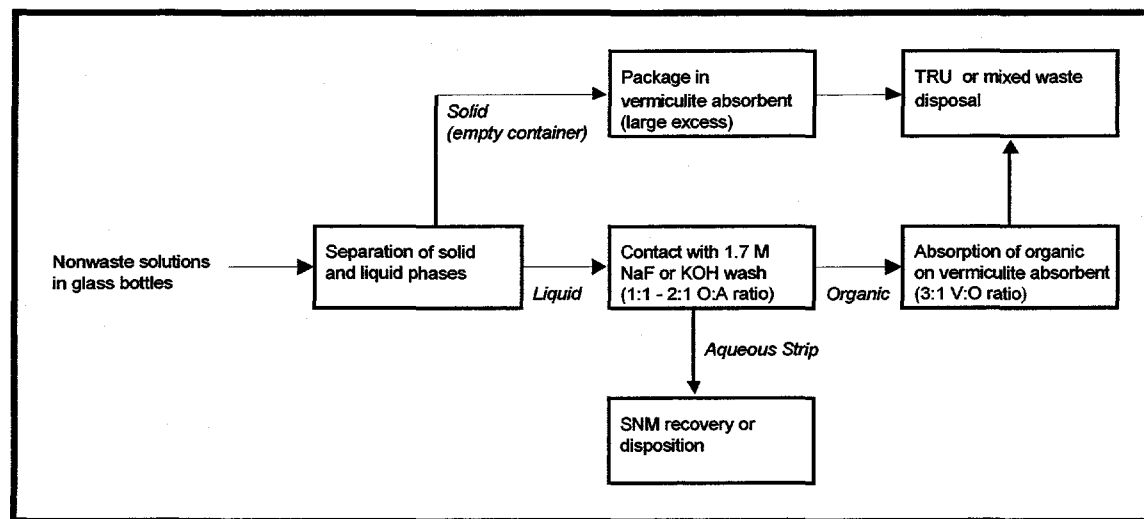 Package in
vermiculite absorbent
(large excess)
TRU or mixed waste
disposal
Solid
(empty container)
Nonwaste solutions
in glass bottles
Separation of solid
and liquid phases
Liquid
Contact with 1.7 M
NaF or KOH wash
(1:1 - 2:1 O:A ratio)
Organic
Absorption of organic
on vermiculite absorbent
(3:1 V:O ratio)
Aqueous Strip
SNM recovery or
disposition